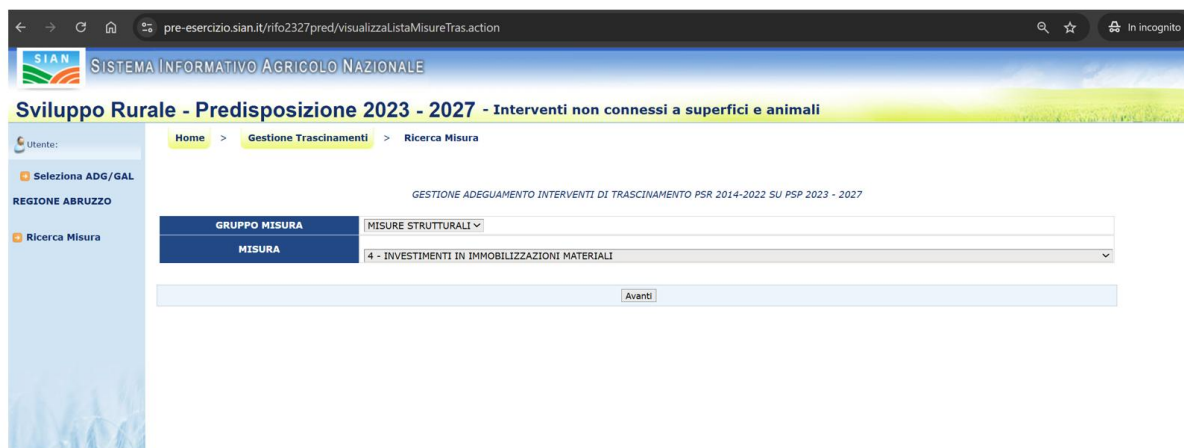 pre-esercizio.sian.it/rifo2327pred/visualizzaListaMisureTras.action
In incognito
SIAN
SISTEMA INFORMATIVO AGRICOLO NAZIONALE
Sviluppo Rurale - Predisposizione 2023 - 2027 - Interventi non connessi a superfici e animali
Utente:
Home > Gestione Trascinamenti > Ricerca Misura
Seleziona ADG/GAL
REGIONE ABRUZZO
Ricerca Misura
GESTIONE ADEGUAMENTO INTERVENTI DI TRASCINAMENTO PSR 2014-2022 SU PSP 2023 - 2027
GRUPPO MISURA MISURE STRUTTURALI
MISURA 4 - INVESTIMENTI IN IMMOBILIZZAZIONI MATERIALI
Avanti